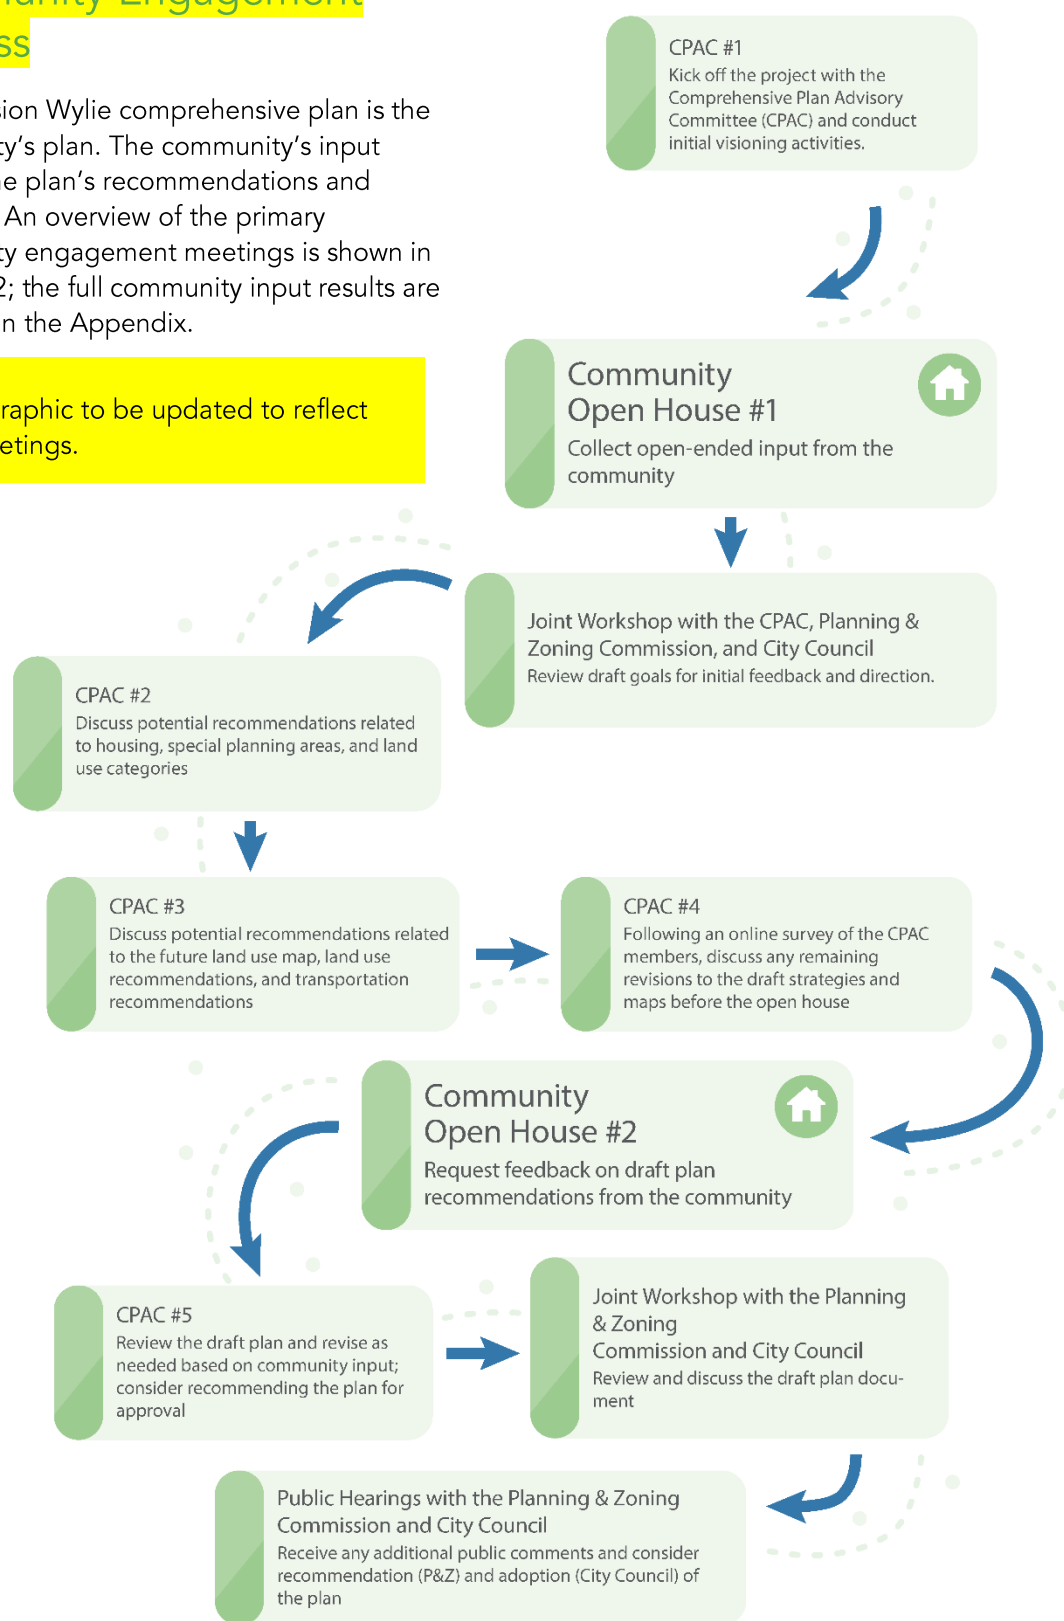 unity Engagement
ss
sion Wylie comprehensive plan is the
ty's plan. The community's input
he plan's recommendations and
An overview of the primary
ty engagement meetings is shown in
2; the full community input results are
n the Appendix.
raphic to be updated to reflect
etings.
CPAC #1
Kick off the project with the
Comprehensive Plan Advisory
Committee (CPAC) and conduct
initial visioning activities.
Community
Open House #1
Collect open-ended input from the
community
Joint Workshop with the CPAC, Planning &
Zoning Commission, and City Council
Review draft goals for initial feedback and direction.
CPAC #2
Discuss potential recommendations related
to housing, special planning areas, and land
use categories
CPAC #3
Discuss potential recommendations related
to the future land use map, land use
recommendations, and transportation
recommendations
CPAC #4
Following an online survey of the CPAC
members, discuss any remaining
revisions to the draft strategies and
maps before the open house
Community
Open House #2
Request feedback on draft plan
recommendations from the community
CPAC #5
Review the draft plan and revise as
needed based on community input;
consider recommending the plan for
approval
Joint Workshop with the Planning
& Zoning
Commission and City Council
Review and discuss the draft plan docu-
ment
Public Hearings with the Planning & Zoning
Commission and City Council
Receive any additional public comments and consider
recommendation (P&Z) and adoption (City Council) of
the plan